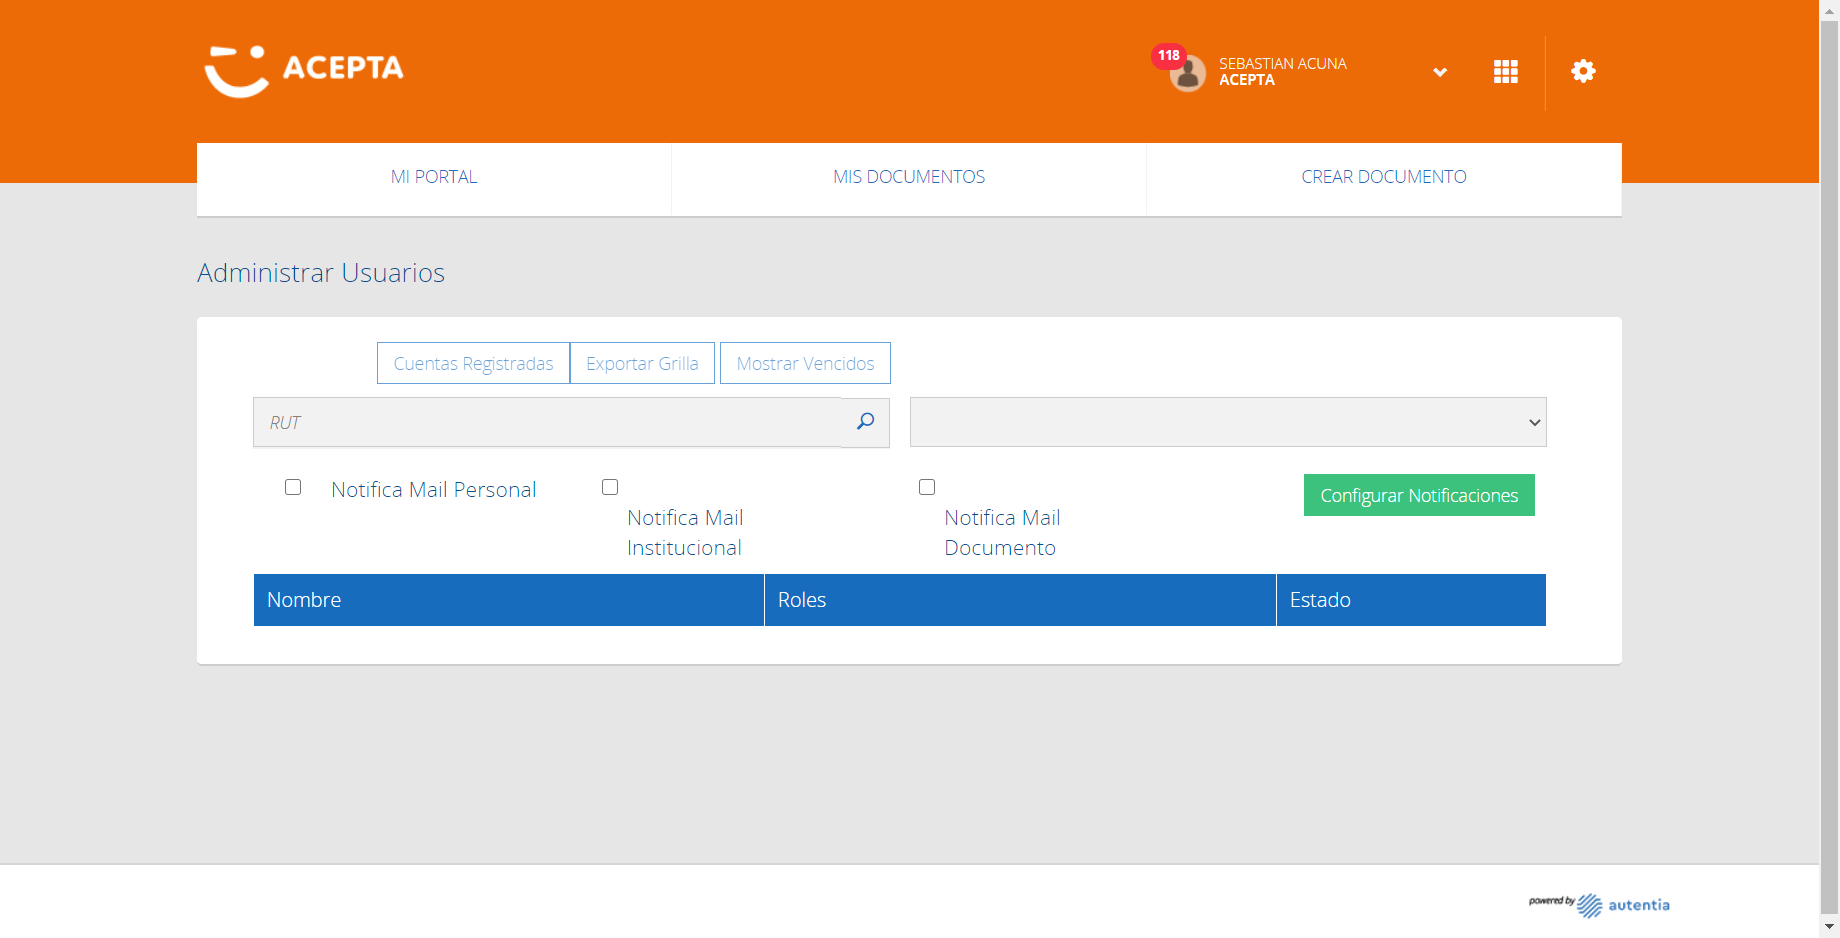 ACEPTA
118
SEBASTIAN ACUNA
ACEPTA
MI PORTAL
MIS DOCUMENTOS
CREAR DOCUMENTO
Administrar Usuarios
Cuentas Registradas
Exportar Grilla
Mostrar Vencidos
RUT
Notifica Mail Personal
Notifica Mail
Institucional
Notifica Mail
Documento
Configurar Notificaciones
Nombre
Roles
Estado
powered by
autentia